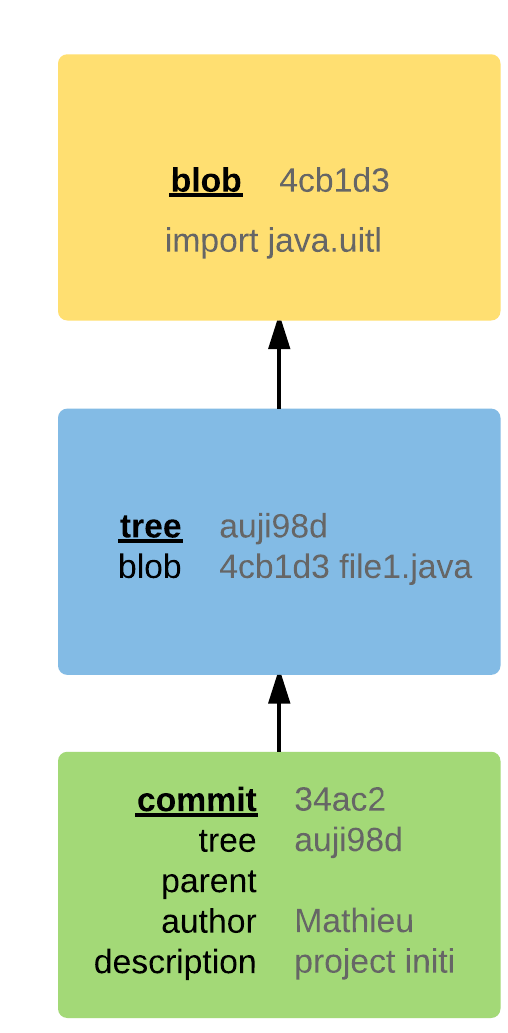 blob 4cb1d3
import java.uitl
tree auji98d
blob 4cb1d3 file1.java
commit 34ac2
tree auji98d
parent
author Mathieu
description project initi